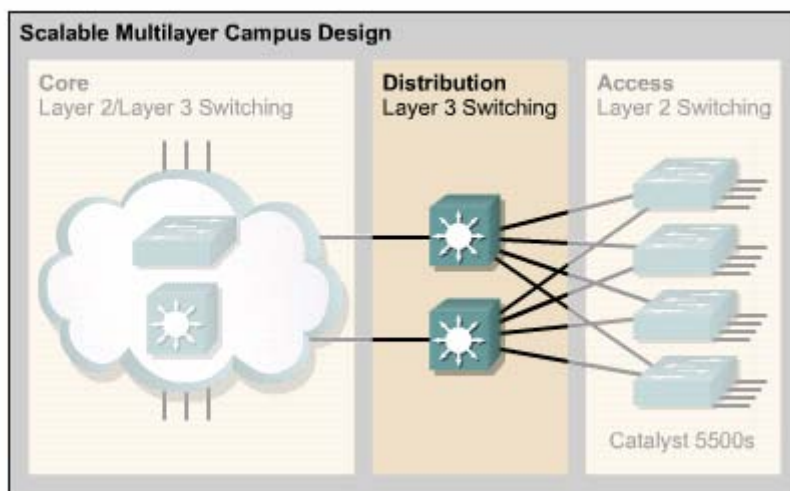 Scalable Multilayer Campus Design
Core
Layer 2/Layer 3 Switching
Distribution
Layer 3 Switching
Access
Layer 2 Switching
Catalyst 5500s